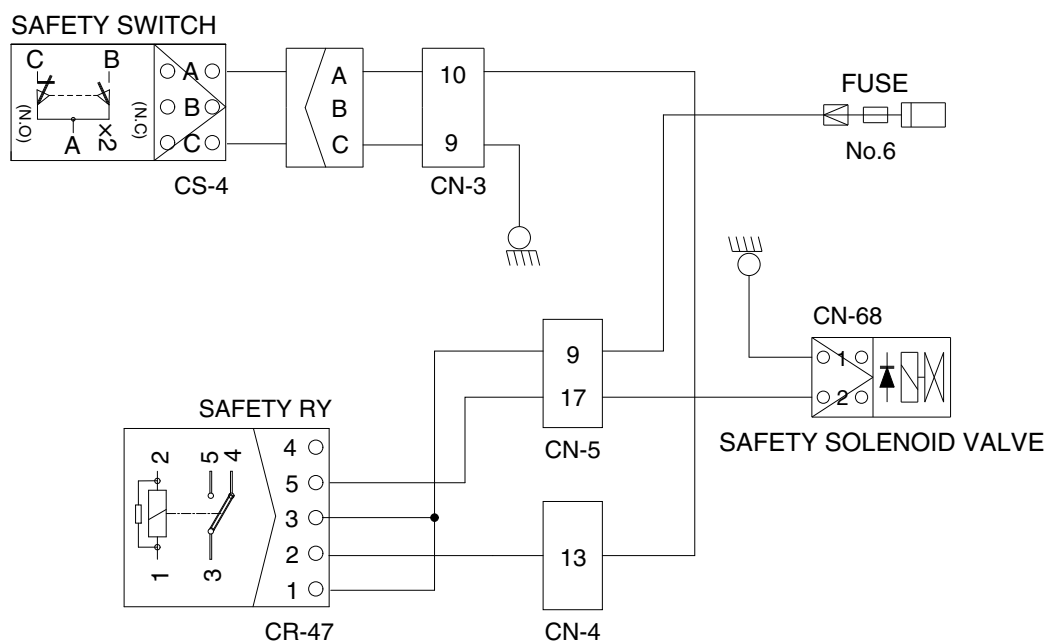 SAFETY SWITCH
C B
(N.O) (N.C)
A ×2
A
B
C
CS-4
A
B
C
10
9
CN-3
FUSE
No.6
CN-68
1
2
SAFETY SOLENOID VALVE
9
17
CN-5
SAFETY RY
2 5 4
1 3
4
5
3
2
1
CR-47
13
CN-4